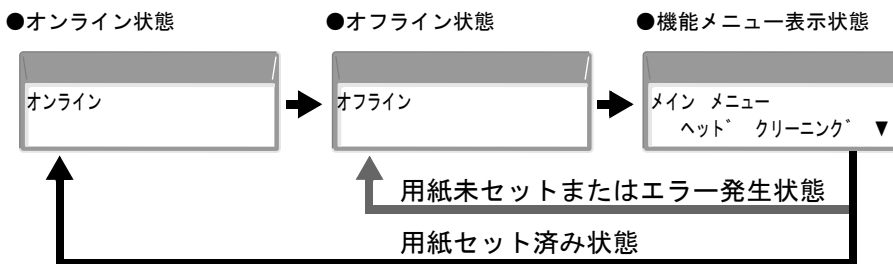 ●オンライン状態
●オフライン状態
●機能メニュー表示状態
オンライン
オフライン
メイン メニュー
ヘッド クリーニング ▼
用紙未セットまたはエラー発生状態
用紙セット済み状態